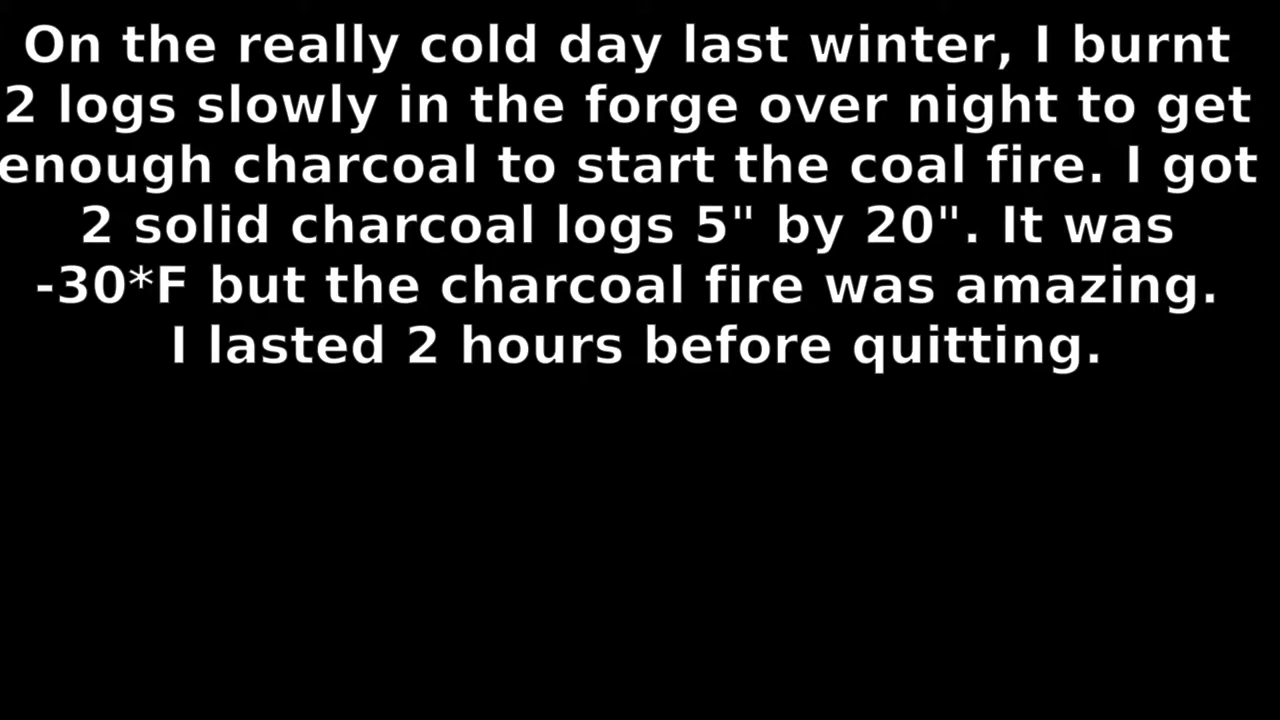 On the really cold day last winter, I burnt
2 logs slowly in the forge over night to get
enough charcoal to start the coal fire. I got
2 solid charcoal logs 5" by 20". It was
-30*F but the charcoal fire was amazing.
I lasted 2 hours before quitting.